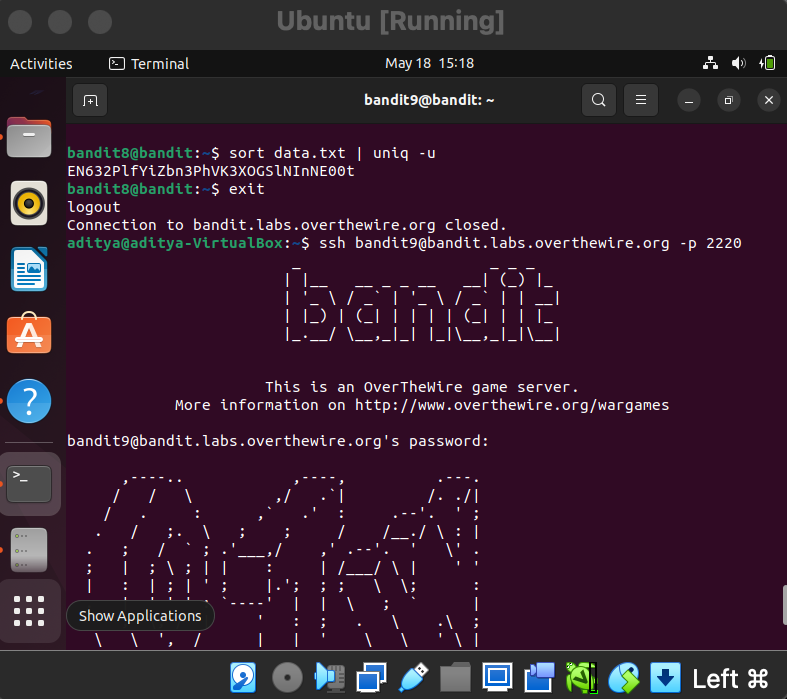 Ubuntu [Running]
Activities
Terminal
May 18 15:18
bandit9@bandit: ~
bandit8@bandit:~$ sort data.txt | uniq -u
EN632PlfYiZbn3PhVK3XOGSlNInNE00t
bandit8@bandit:~$ exit
logout
Connection to bandit.labs.overthewire.org closed.
aditya@aditya-VirtualBox:~$ ssh bandit9@bandit.labs.overthewire.org -p 2220
bandit
This is an OverTheWire game server.
More information on http://www.overthewire.org/wargames
bandit9@bandit.labs.overthewire.org's password:
Show Applications
Left ⌘